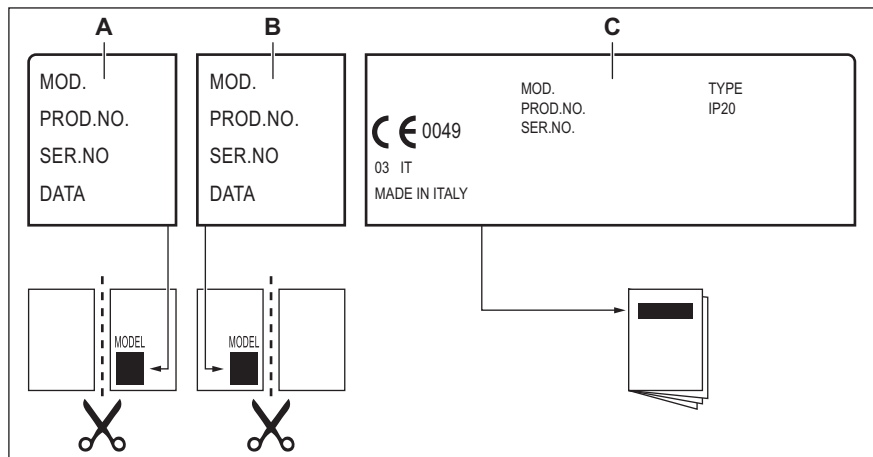 A
B
C
MOD.
PROD.NO.
SER.NO
DATA
MOD.
PROD.NO.
SER.NO
DATA
MOD.
PROD.NO.
SER.NO.
TYPE
IP20
CE 0049
03 IT
MADE IN ITALY
MODEL
MODEL